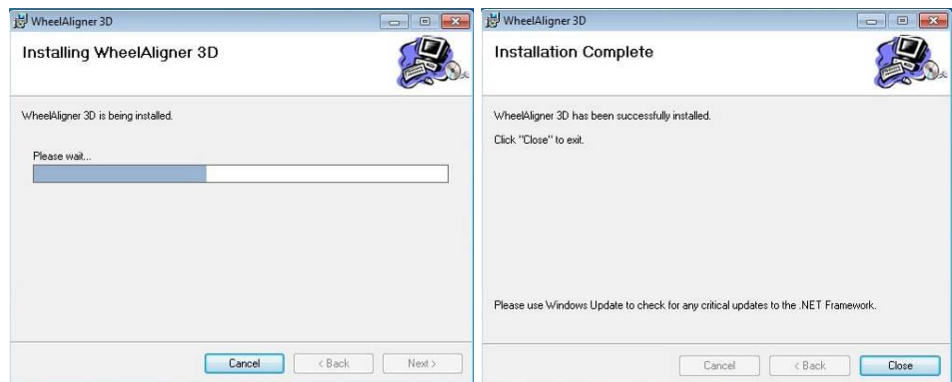 WheelAligner 3D
Installing WheelAligner 3D
WheelAligner 3D is being installed.
Please wait...
Cancel
< Back
Next >
WheelAligner 3D
Installation Complete
WheelAligner 3D has been successfully installed.
Click "Close" to exit.
Please use Windows Update to check for any critical updates to the .NET Framework.
Cancel
< Back
Close